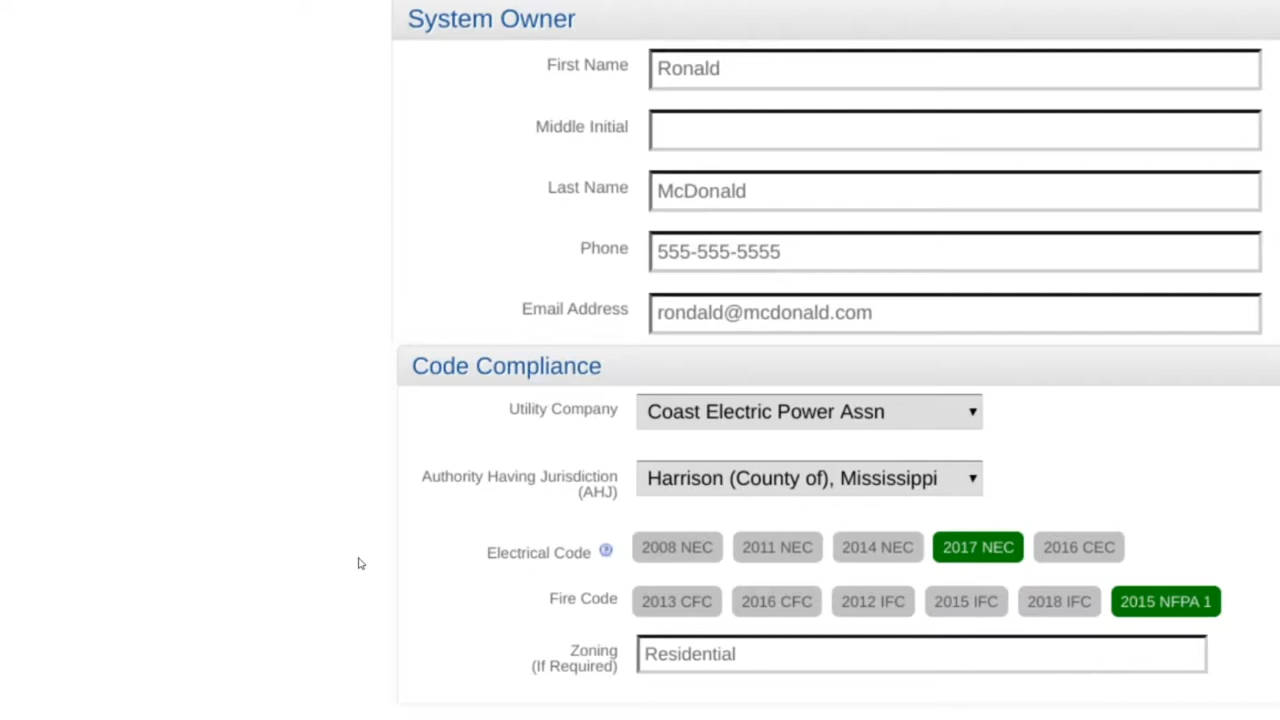 System Owner
First Name Ronald
Middle Initial
Last Name McDonald
Phone 555-555-5555
Email Address rondald@mcdonald.com
Code Compliance
Utility Company Coast Electric Power Assn
Authority Having Jurisdiction
(AHJ) Harrison (County of), Mississippi
Electrical Code ? 2008 NEC 2011 NEC 2014 NEC 2017 NEC 2016 CEC
Fire Code 2013 CFC 2016 CFC 2012 IFC 2015 IFC 2018 IFC 2015 NFPA 1
Zoning
(If Required) Residential